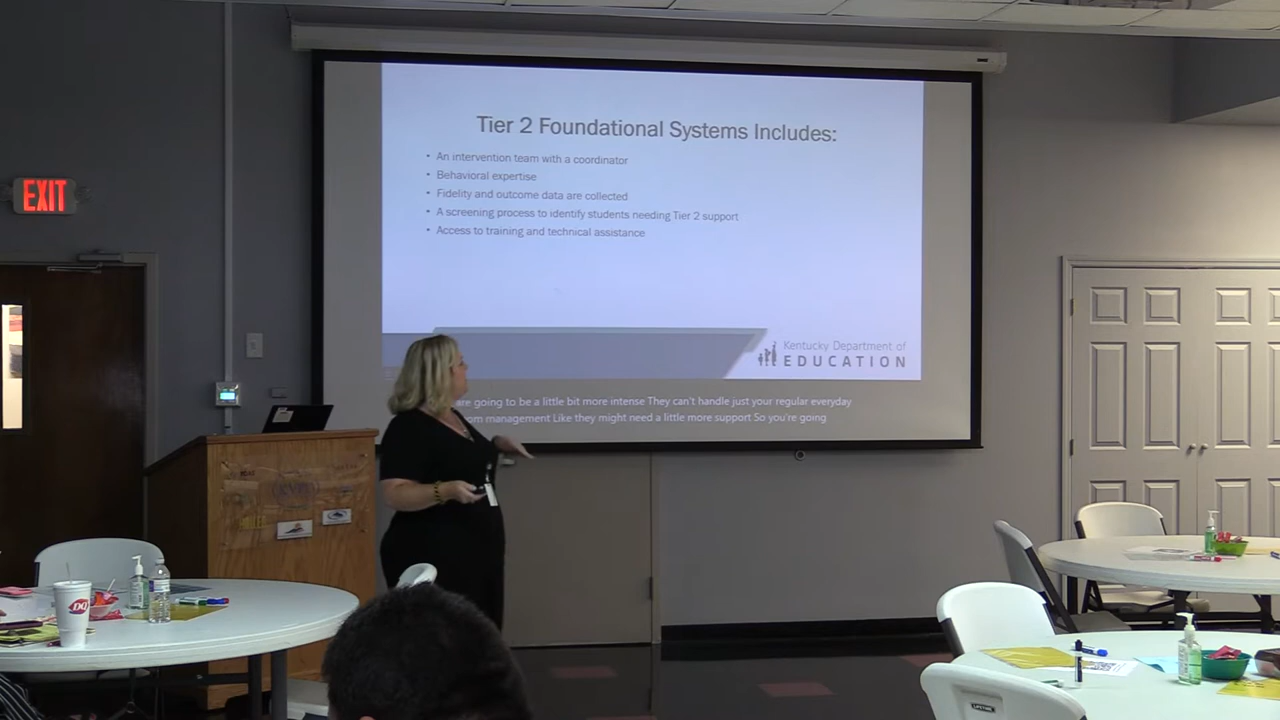 Tier 2 Foundational Systems Includes:
• An intervention team with a coordinator
• Behavioral expertise
• Fidelity and outcome data are collected
• A screening process to identify students needing Tier 2 support
• Access to training and technical assistance
Kentucky Department of
EDUCATION
are going to be a little bit more intense They can't handle just your regular everyday
management Like they might need a little more support So you're going
EXIT
DQ